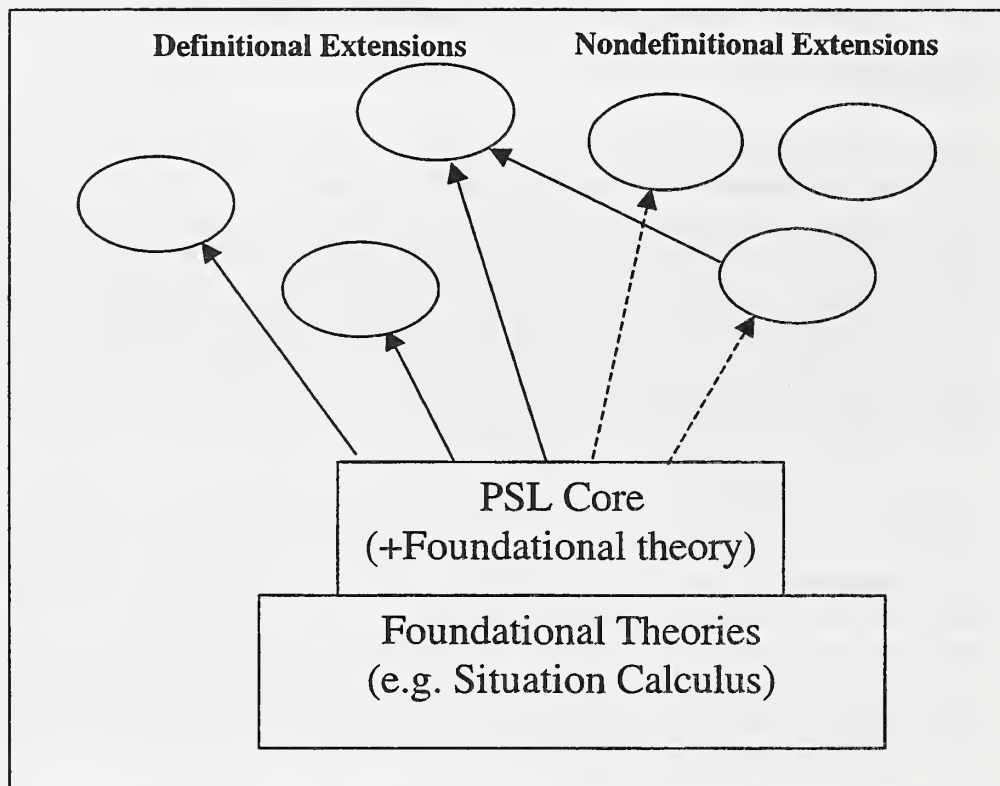 Definitional Extensions
Nondefinitional Extensions
PSL Core
(+Foundational theory)
Foundational Theories
(e.g. Situation Calculus)